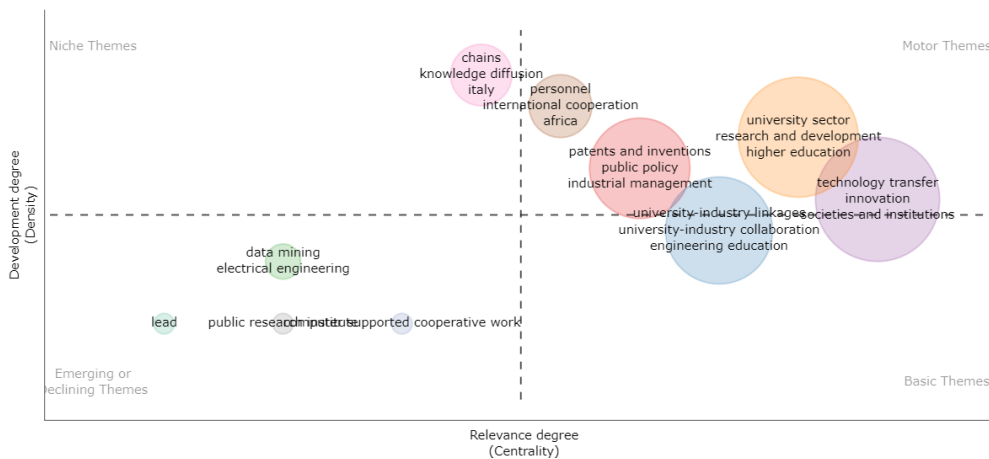 Niche Themes
Motor Themes
chains
knowledge diffusion
italy
personnel
international cooperation
africa
university sector
research and development
higher education
patents and inventions
public policy
industrial management
technology transfer
innovation
societies and institutions
university-industry linkages
university-industry collaboration
engineering education
data mining
electrical engineering
lead
public research institute
computer supported cooperative work
Emerging or
Declining Themes
Basic Themes
Development degree
(Density)
Relevance degree
(Centrality)